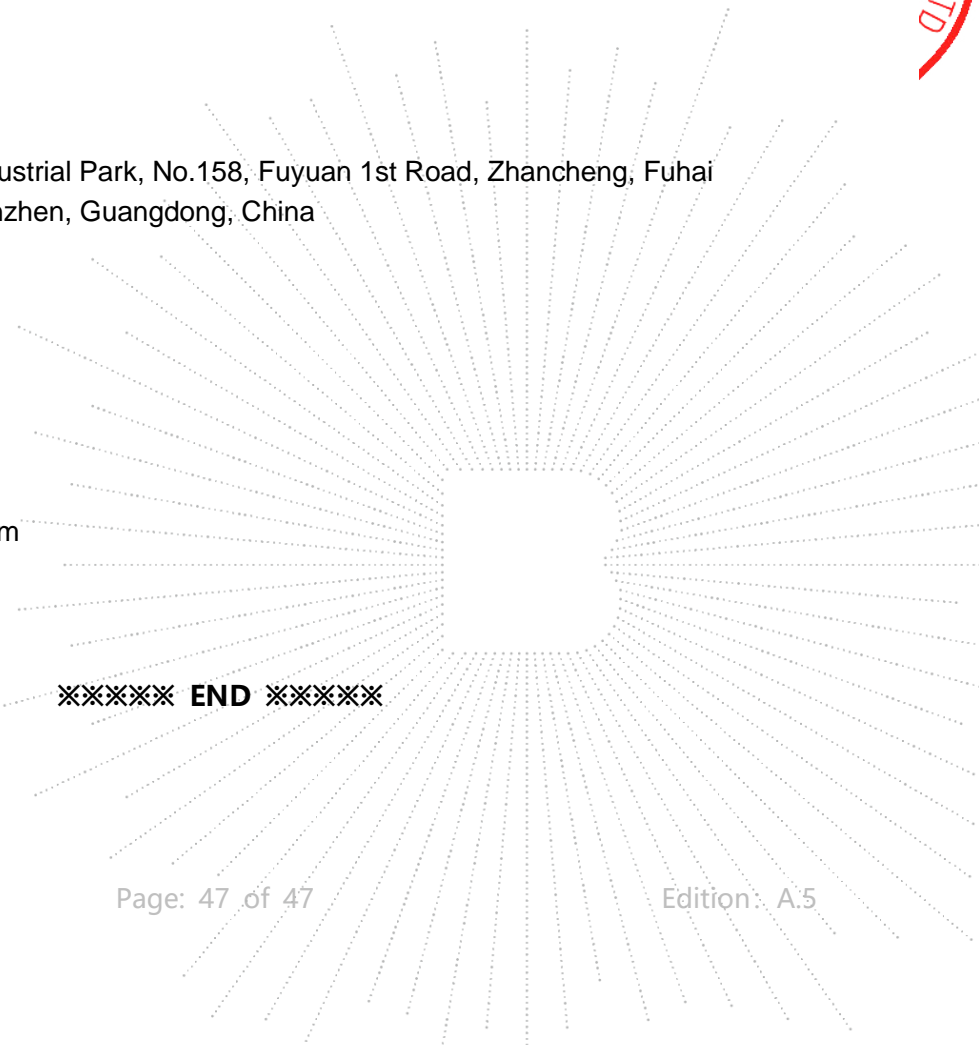 TD
ustrial Park, No.158, Fuyuan 1st Road, Zhancheng, Fuhai
nzhen, Guangdong, China
m
※※※※※ END ※※※※※
Page: 47 of 47 Edition: A.5